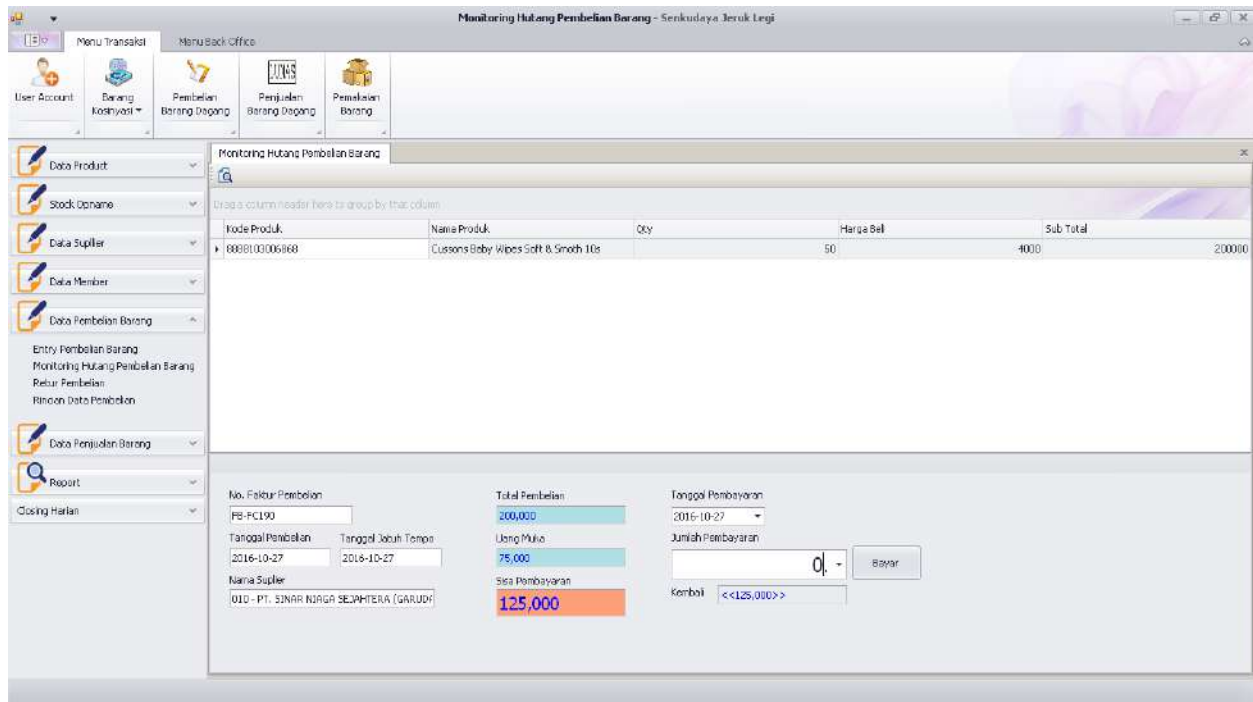 Monitoring Hutang Pembelian Barang - Senkudaya Jeruk Legi
Menu Transaksi Menu Back Office
User Account
Barang Kosinyasi
Pembelian Barang Dagang
LUNAS
Penjualan Barang Dagang
Pemakaian Barang
Data Product
Stock Opname
Data Suplier
Data Member
Data Pembelian Barang
Entry Pembelian Barang
Monitoring Hutang Pembelian Barang
Retur Pembelian
Rincian Data Pembelian
Data Penjualan Barang
Report
Closing Harian
Monitoring Hutang Pembelian Barang
Drag a column header here to group by that column
Kode Produk Nama Produk Qty Harga Beli Sub Total
8888103006868 Cussons Baby Wipes Soft & Smoth 10s 50 4000 200000
No. Faktur Pembelian
FB-PC190
Tanggal Pembelian Tanggal Jatuh Tempo
2016-10-27 2016-10-27
Nama Suplier
010 - PT. SINAR NIAGA SEJAHTERA (GARUDA
Total Pembelian
200,000
Uang Muka
75,000
Sisa Pembayaran
125,000
Tanggal Pembayaran
2016-10-27
Jumlah Pembayaran
0. Bayar
Kembali <<125,000>>